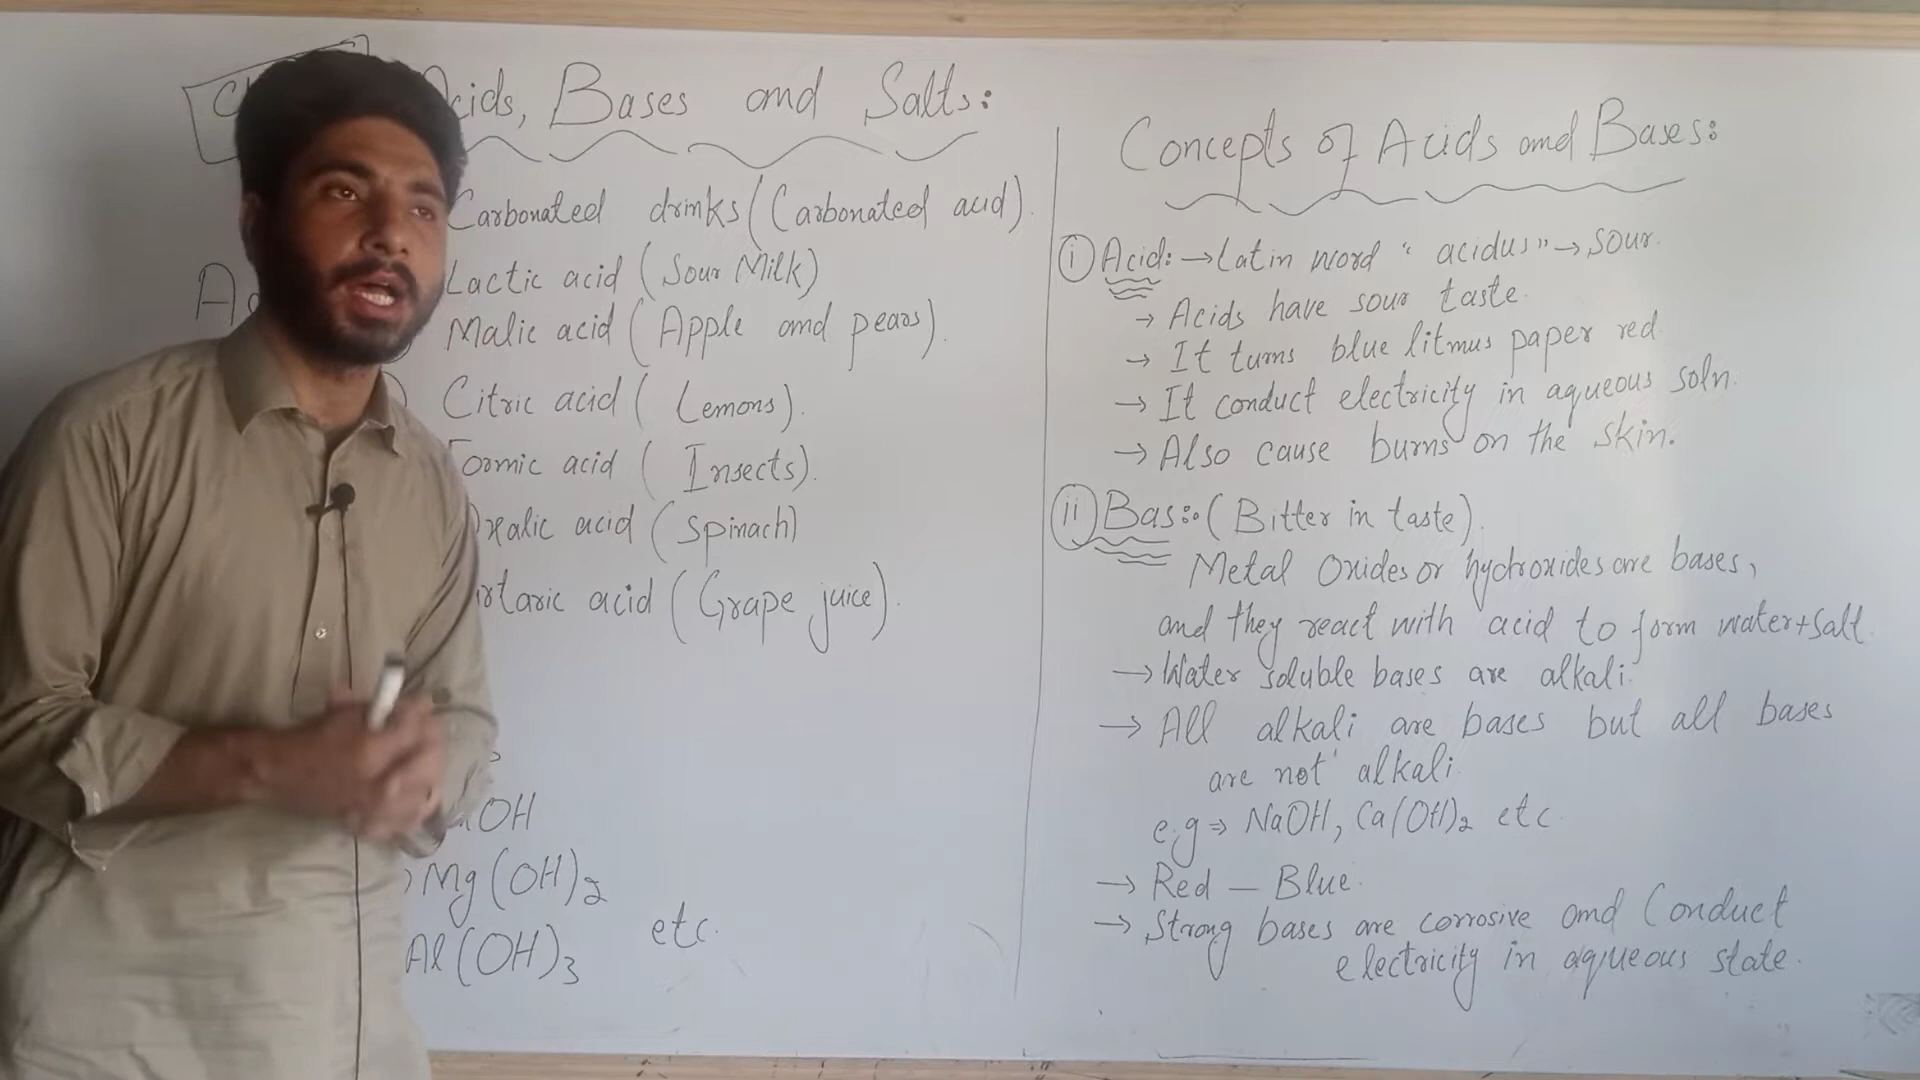 Bases and Salts:
Carbonated drinks (Carbonated acid).
Lactic acid (Sour Milk)
Malic acid (Apple and pears).
Citric acid (Lemons).
Formic acid (Insects).
acid (Spinach)
acid (Grape juice).
OH
Mg(OH)2
Al(OH)3 etc.
Concepts of Acids and Bases:
i) Acid: → Latin word "acidus" → sour.
→ Acids have sour taste.
→ It turns blue litmus paper red
→ It conduct electricity in aqueous soln.
→ Also cause burns on the skin.
ii) Bas:. (Bitter in taste).
Metal Oxides or hydroxides are bases,
and they react with acid to form water+salt
→ Water soluble bases are alkali.
→ All alkali are bases but all bases
are not alkali
e.g ⇒ NaOH, Ca(OH)2 etc
→ Red – Blue.
→ Strong bases are corrosive and Conduct
electricity in aqueous state.